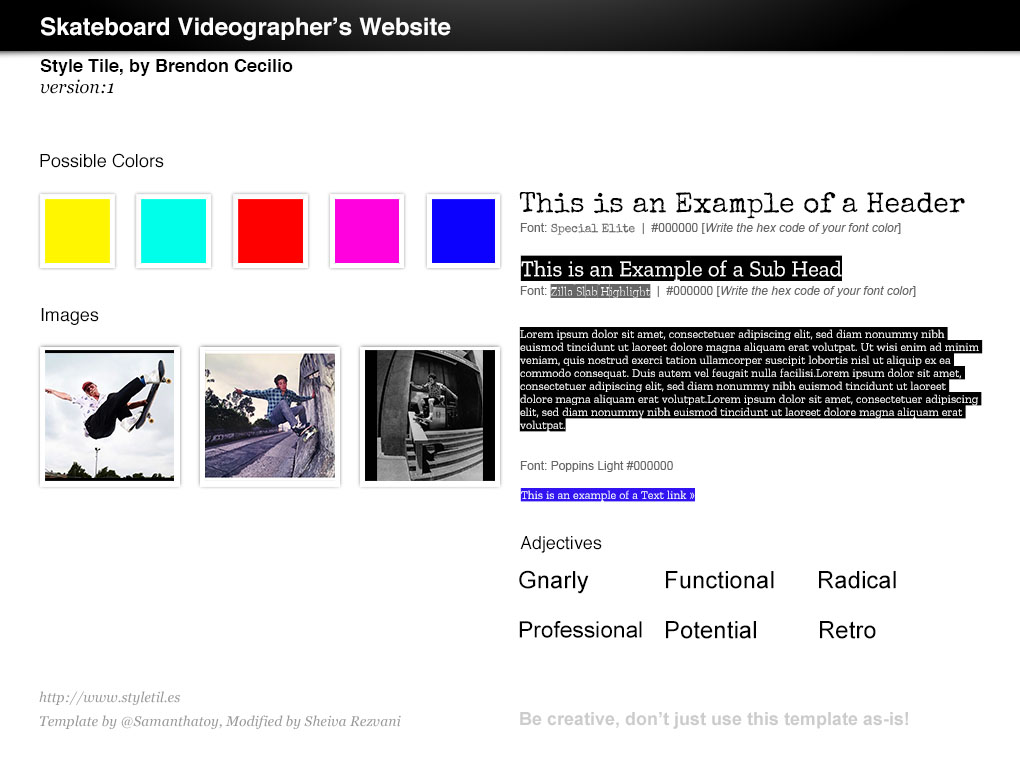 Skateboard Videographer’s Website
Style Tile, by Brendon Cecilio
version:1
Possible Colors
Images
This is an Example of a Header
Font: Special Elite | #000000 [Write the hex code of your font color]
This is an Example of a Sub Head
Font: Zilla Slab Highlight | #000000 [Write the hex code of your font color]
Lorem ipsum dolor sit amet, consectetuer adipiscing elit, sed diam nonummy nibh
euismod tincidunt ut laoreet dolore magna aliquam erat volutpat. Ut wisi enim ad minim
veniam, quis nostrud exerci tation ullamcorper suscipit lobortis nisl ut aliquip ex ea
commodo consequat. Duis autem vel feugait nulla facilisi.Lorem ipsum dolor sit amet,
consectetuer adipiscing elit, sed diam nonummy nibh euismod tincidunt ut laoreet
dolore magna aliquam erat volutpat.Lorem ipsum dolor sit amet, consectetuer adipiscing
elit, sed diam nonummy nibh euismod tincidunt ut laoreet dolore magna aliquam erat
volutpat.
Font: Poppins Light #000000
This is an example of a Text link »
Adjectives
Gnarly Functional Radical
Professional Potential Retro
http://www.styletil.es
Template by @Samanthatoy, Modified by Sheiva Rezvani
Be creative, don’t just use this template as-is!